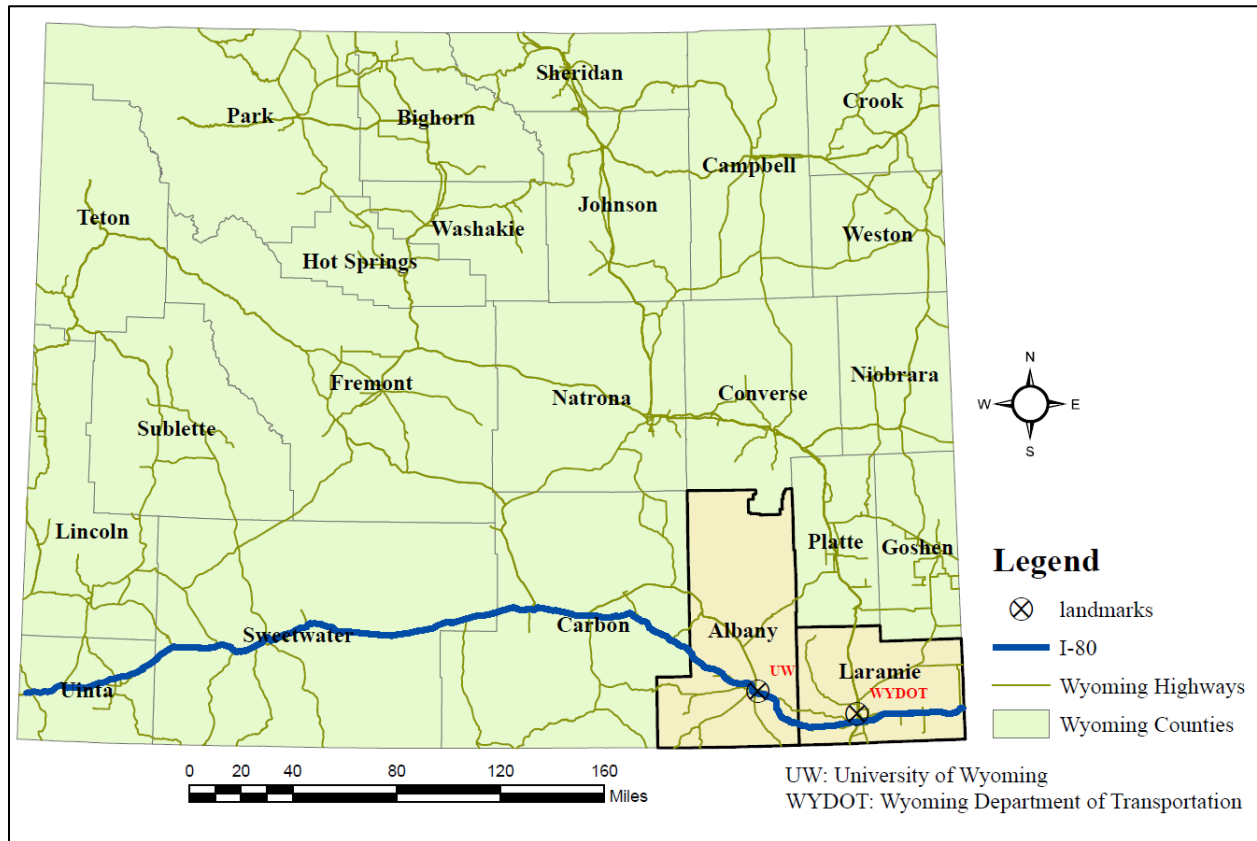 Sheridan
Crook
Park
Bighorn
Campbell
Johnson
Teton
Washakie
Weston
Hot Springs
N
W
E
S
Niobrara
Fremont
Converse
Natrona
Sublette
Lincoln
Platte
Goshen
Legend
landmarks
I-80
Wyoming Highways
Wyoming Counties
Sweetwater
Carbon
Albany
Laramie
UW
WYDOT
Uinta
0 20 40 80 120 160
Miles
UW: University of Wyoming
WYDOT: Wyoming Department of Transportation